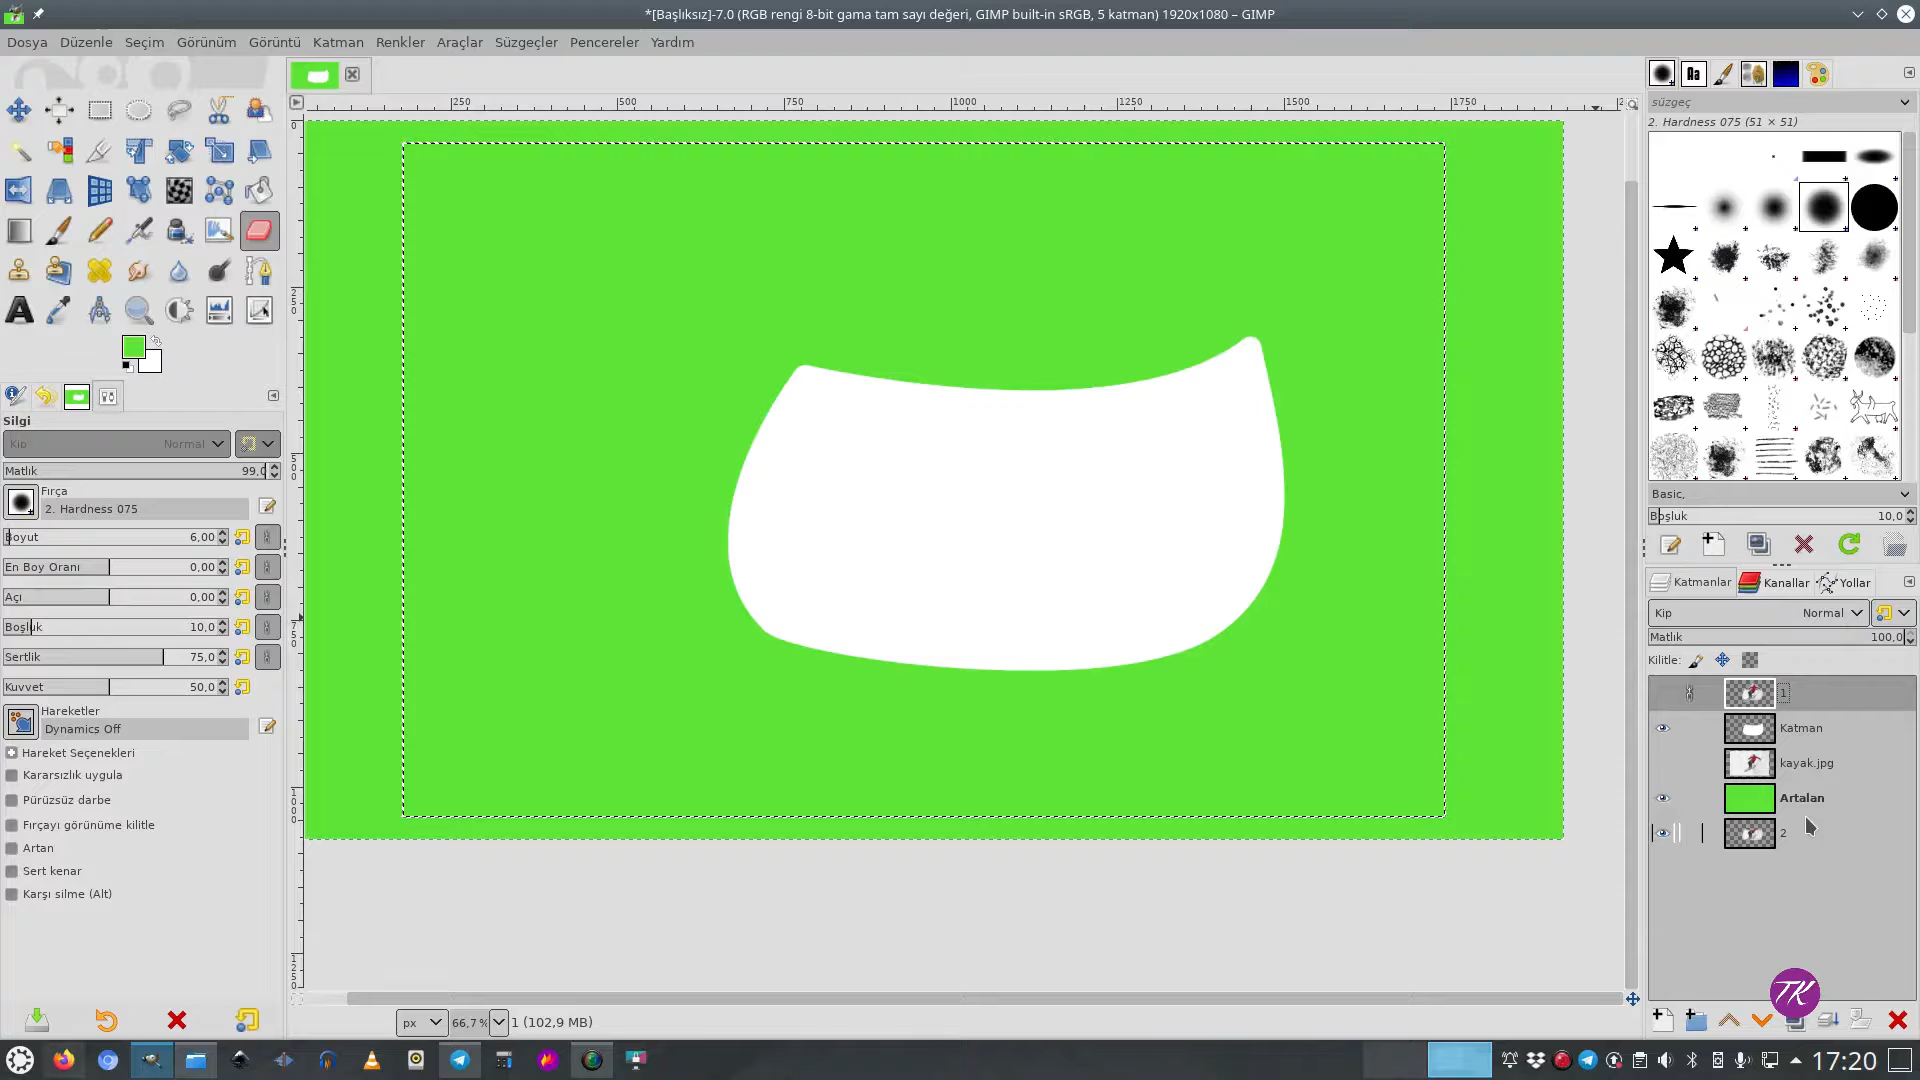 *[Başlıksız]-7.0 (RGB rengi 8-bit gama tam sayı değeri, GIMP built-in sRGB, 5 katman) 1920x1080 – GIMP
Dosya Düzenle Seçim Görünüm Görüntü Katman Renkler Araçlar Süzgeçler Pencereler Yardım
250 500 750 1000 1250 1500 1750
süzgeç
2. Hardness 075 (51 × 51)
Silgi
Kip Normal
Matlık 99,0
Fırça
2. Hardness 075
Boyut 6,00
En Boy Oranı 0,00
Açı 0,00
Boşluk 10,0
Sertlik 75,0
Kuvvet 50,0
Hareketler
Dynamics Off
Hareket Seçenekleri
Kararsızlık uygula
Pürüzsüz darbe
Fırçayı görünüme kilitle
Artan
Sert kenar
Karşı silme (Alt)
Basic,
Boşluk 10,0
Katmanlar Kanallar Yollar
Kip Normal
Matlık 100,0
Kilitle:
1
Katman
kayak.jpg
Artalan
2
TK
px 66,7 % 1 (102,9 MB)
17:20